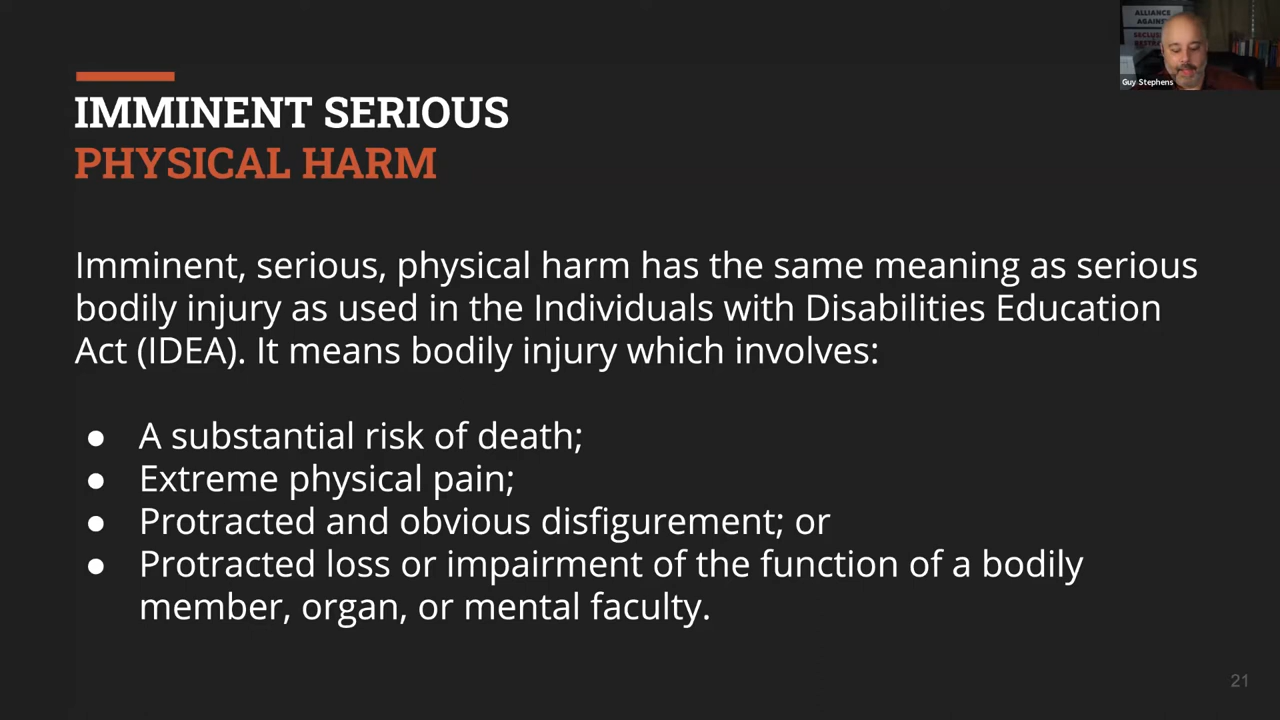 ALLIANCE
AGAINST
Guy Stephens
IMMINENT SERIOUS
PHYSICAL HARM
Imminent, serious, physical harm has the same meaning as serious
bodily injury as used in the Individuals with Disabilities Education
Act (IDEA). It means bodily injury which involves:
● A substantial risk of death;
● Extreme physical pain;
● Protracted and obvious disfigurement; or
● Protracted loss or impairment of the function of a bodily
member, organ, or mental faculty.
21